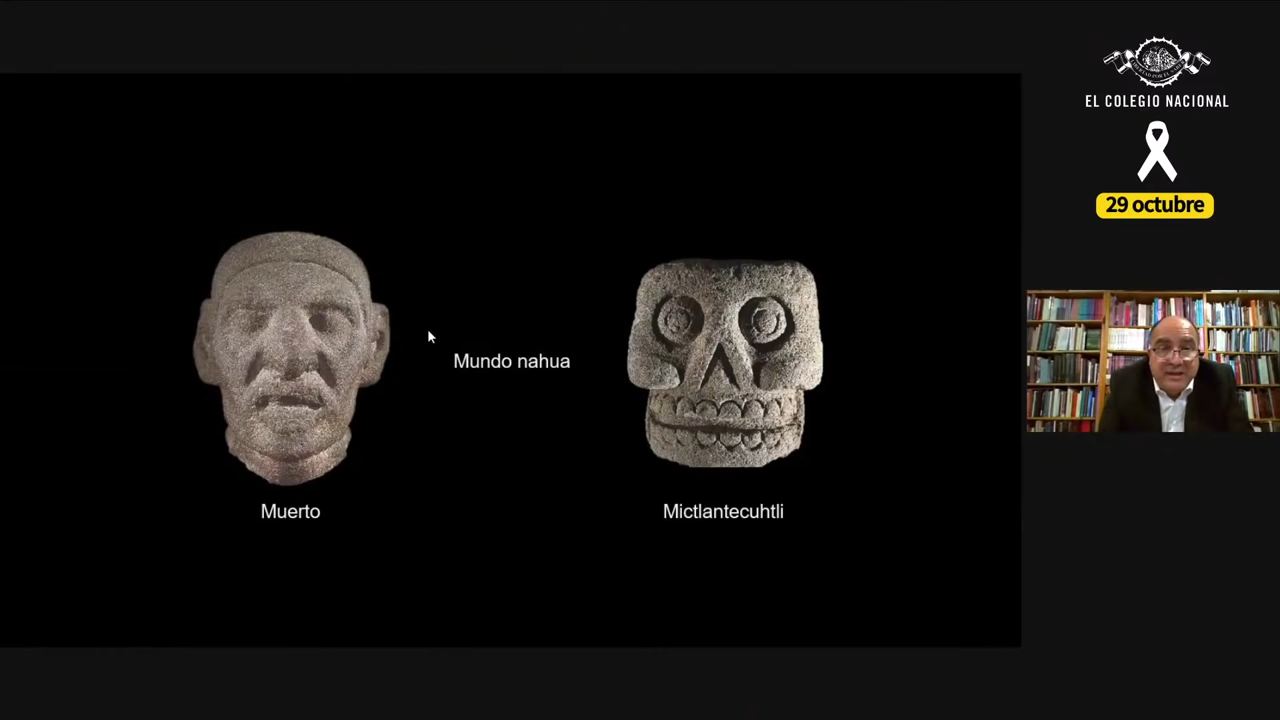 EL COLEGIO NACIONAL
29 octubre
Mundo nahua
Muerto
Mictlantecuhtli